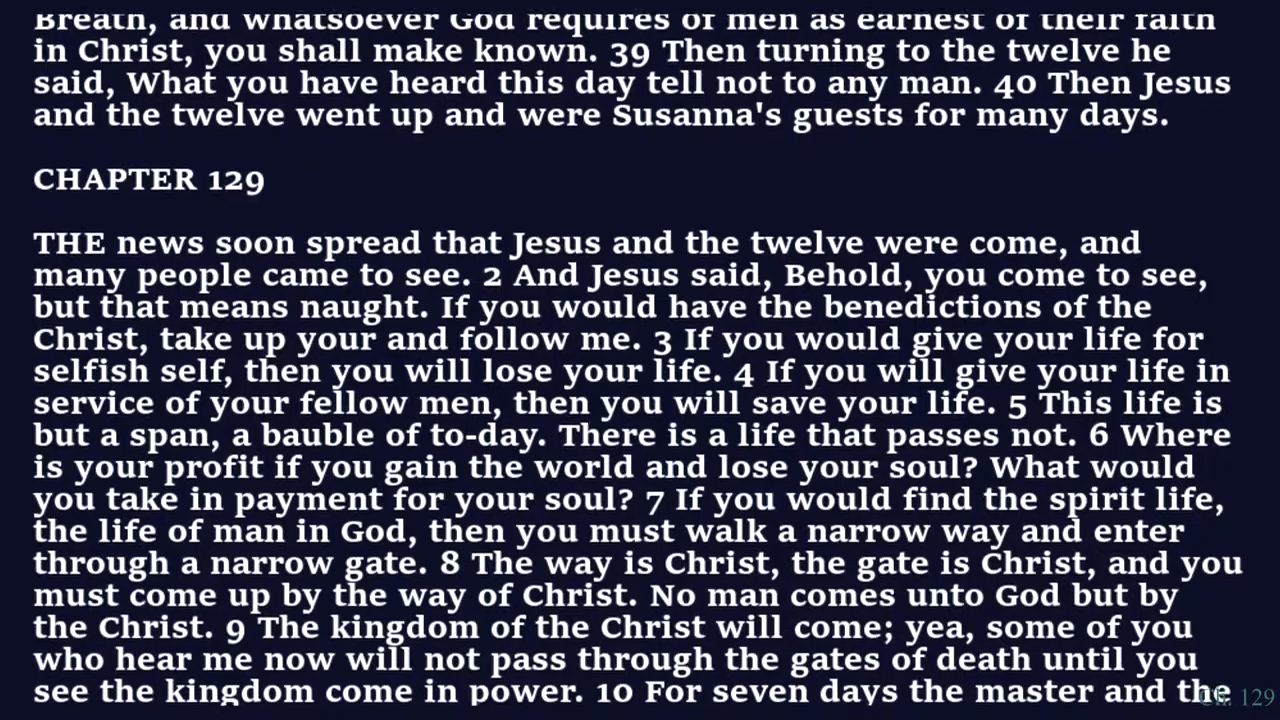 Breath, and whatsoever God requires of men as earnest of their faith
in Christ, you shall make known. 39 Then turning to the twelve he
said, What you have heard this day tell not to any man. 40 Then Jesus
and the twelve went up and were Susanna's guests for many days.
CHAPTER 129
THE news soon spread that Jesus and the twelve were come, and
many people came to see. 2 And Jesus said, Behold, you come to see,
but that means naught. If you would have the benedictions of the
Christ, take up your and follow me. 3 If you would give your life for
selfish self, then you will lose your life. 4 If you will give your life in
service of your fellow men, then you will save your life. 5 This life is
but a span, a bauble of to-day. There is a life that passes not. 6 Where
is your profit if you gain the world and lose your soul? What would
you take in payment for your soul? 7 If you would find the spirit life,
the life of man in God, then you must walk a narrow way and enter
through a narrow gate. 8 The way is Christ, the gate is Christ, and you
must come up by the way of Christ. No man comes unto God but by
the Christ. 9 The kingdom of the Christ will come; yea, some of you
who hear me now will not pass through the gates of death until you
see the kingdom come in power. 10 For seven days the master and the
Ch. 129